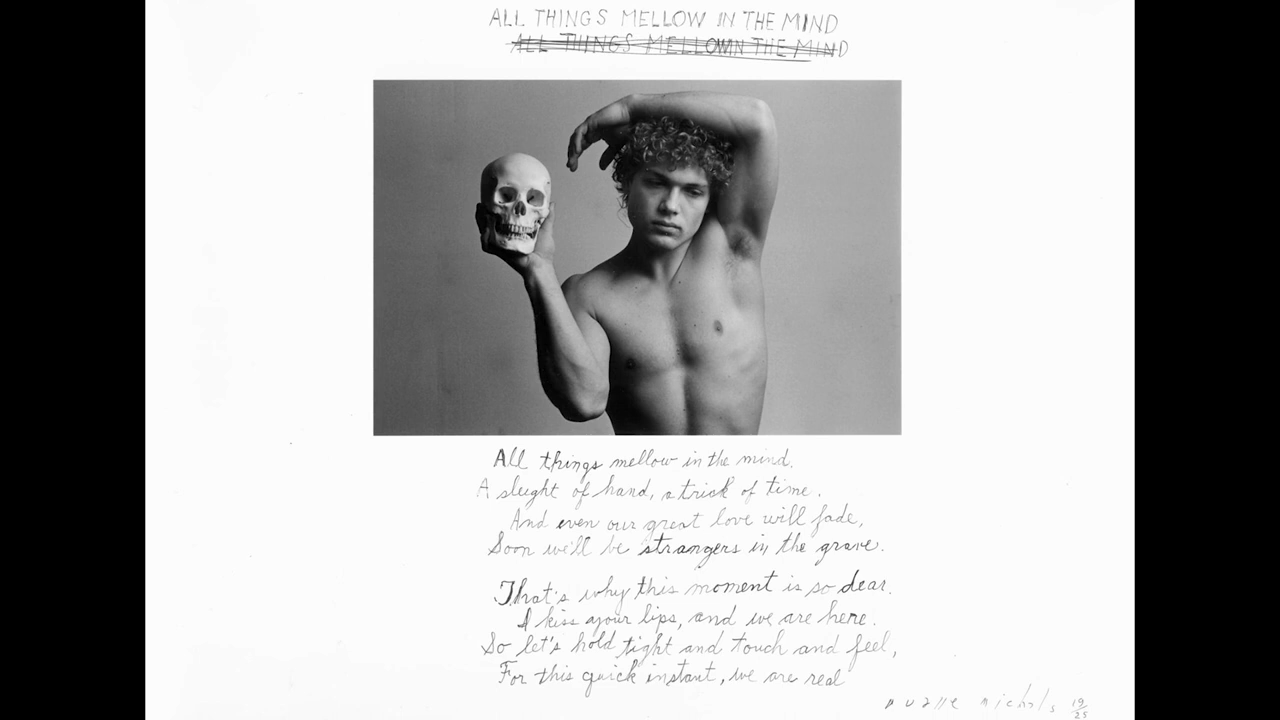 ALL THINGS MELLOW IN THE MIND
ALL THINGS MELLOWN THE MIND
All things mellow in the mind.
A sleight of hand, a trick of time.
And even our great love will fade,
Soon we'll be strangers in the grave.
That's why this moment is so dear.
I kiss your lips, and we are here.
So let's hold tight and touch and feel,
For this quick instant, we are real
Duane Michals 19/25